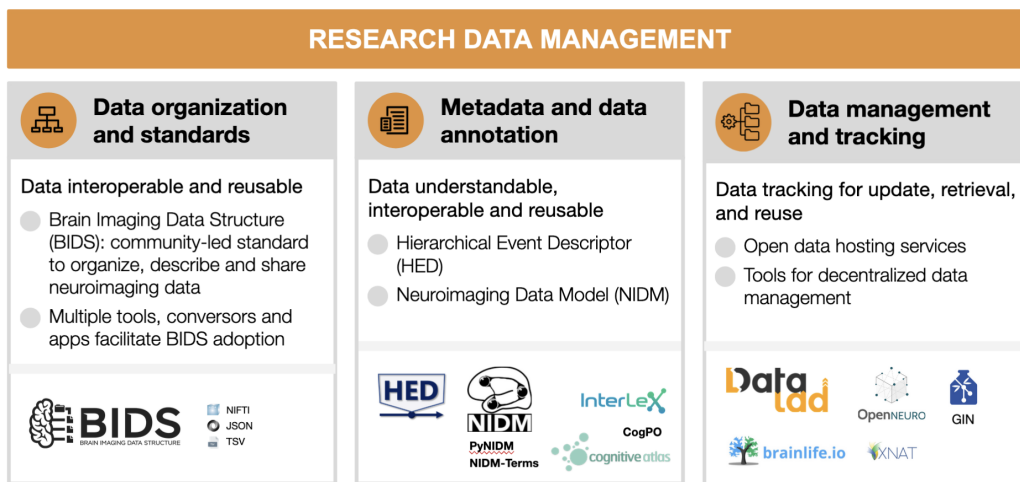 RESEARCH DATA MANAGEMENT
Data organization
and standards
Data interoperable and reusable
Brain Imaging Data Structure
(BIDS): community-led standard
to organize, describe and share
neuroimaging data
Multiple tools, conversors and
apps facilitate BIDS adoption
BIDS
BRAIN IMAGING DATA STRUCTURE
NIFTI
JSON
TSV
Metadata and data
annotation
Data understandable,
interoperable and reusable
Hierarchical Event Descriptor
(HED)
Neuroimaging Data Model (NIDM)
HED
NIDM
PyNIDM
NIDM-Terms
InterLeX
CogPO
cognitive atlas
Data management
and tracking
Data tracking for update, retrieval,
and reuse
Open data hosting services
Tools for decentralized data
management
Data
lad
OpenNEURO
GIN
brainlife.io
XNAT